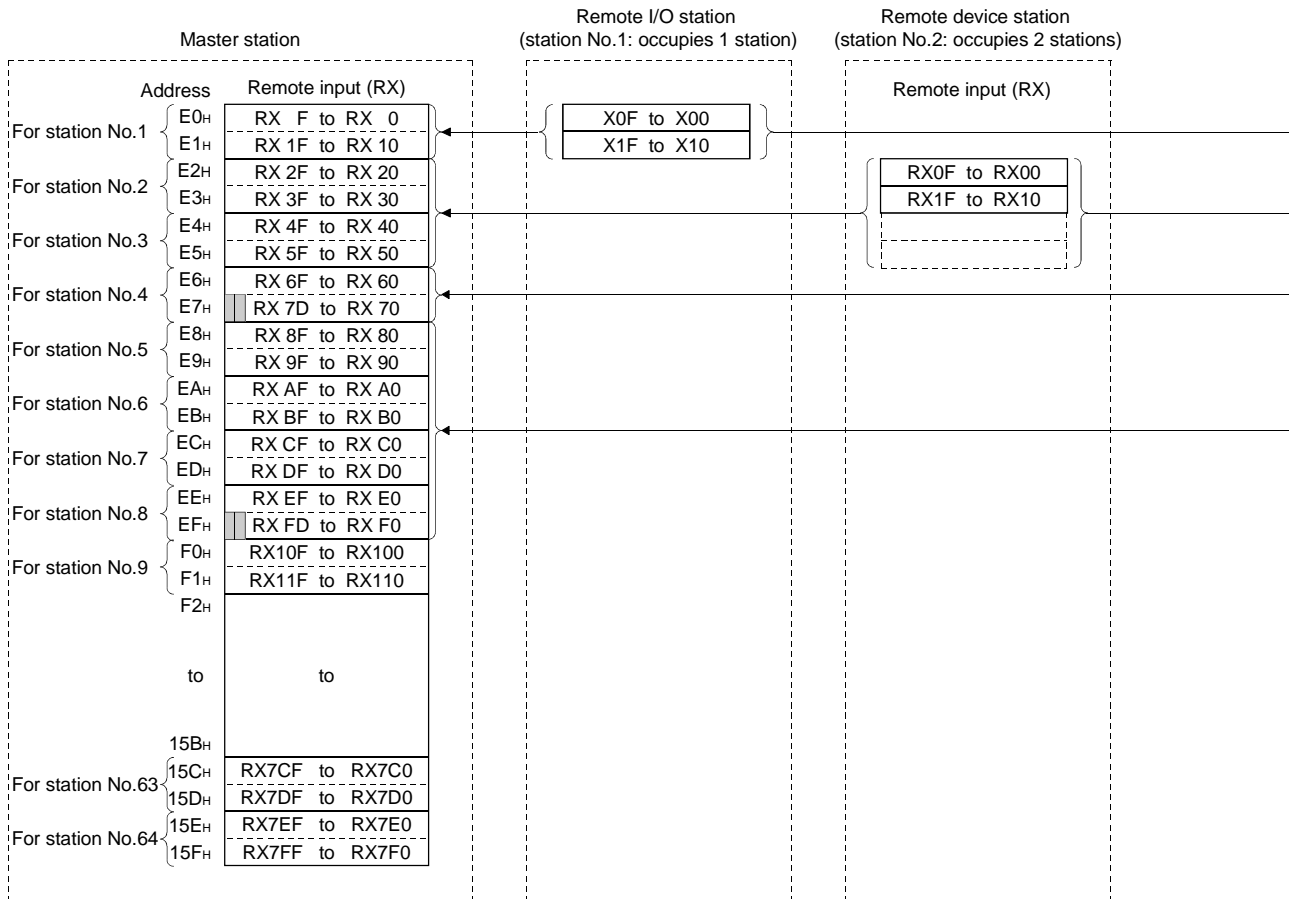 Remote I/O station
(station No.1: occupies 1 station)
Remote device station
(station No.2: occupies 2 stations)
Master station
Address
Remote input (RX)
Remote input (RX)
For station No.1
E0H
RX F to RX 0
X0F to X00
E1H
RX 1F to RX 10
X1F to X10
For station No.2
E2H
RX 2F to RX 20
RX0F to RX00
E3H
RX 3F to RX 30
RX1F to RX10
For station No.3
E4H
RX 4F to RX 40
E5H
RX 5F to RX 50
For station No.4
E6H
RX 6F to RX 60
E7H
RX 7D to RX 70
For station No.5
E8H
RX 8F to RX 80
E9H
RX 9F to RX 90
For station No.6
EAH
RX AF to RX A0
EBH
RX BF to RX B0
For station No.7
ECH
RX CF to RX C0
EDH
RX DF to RX D0
For station No.8
EEH
RX EF to RX E0
EFH
RX FD to RX F0
For station No.9
F0H
RX10F to RX100
F1H
RX11F to RX110
F2H
to
to
15BH
For station No.63
15CH
RX7CF to RX7C0
15DH
RX7DF to RX7D0
For station No.64
15EH
RX7EF to RX7E0
15FH
RX7FF to RX7F0